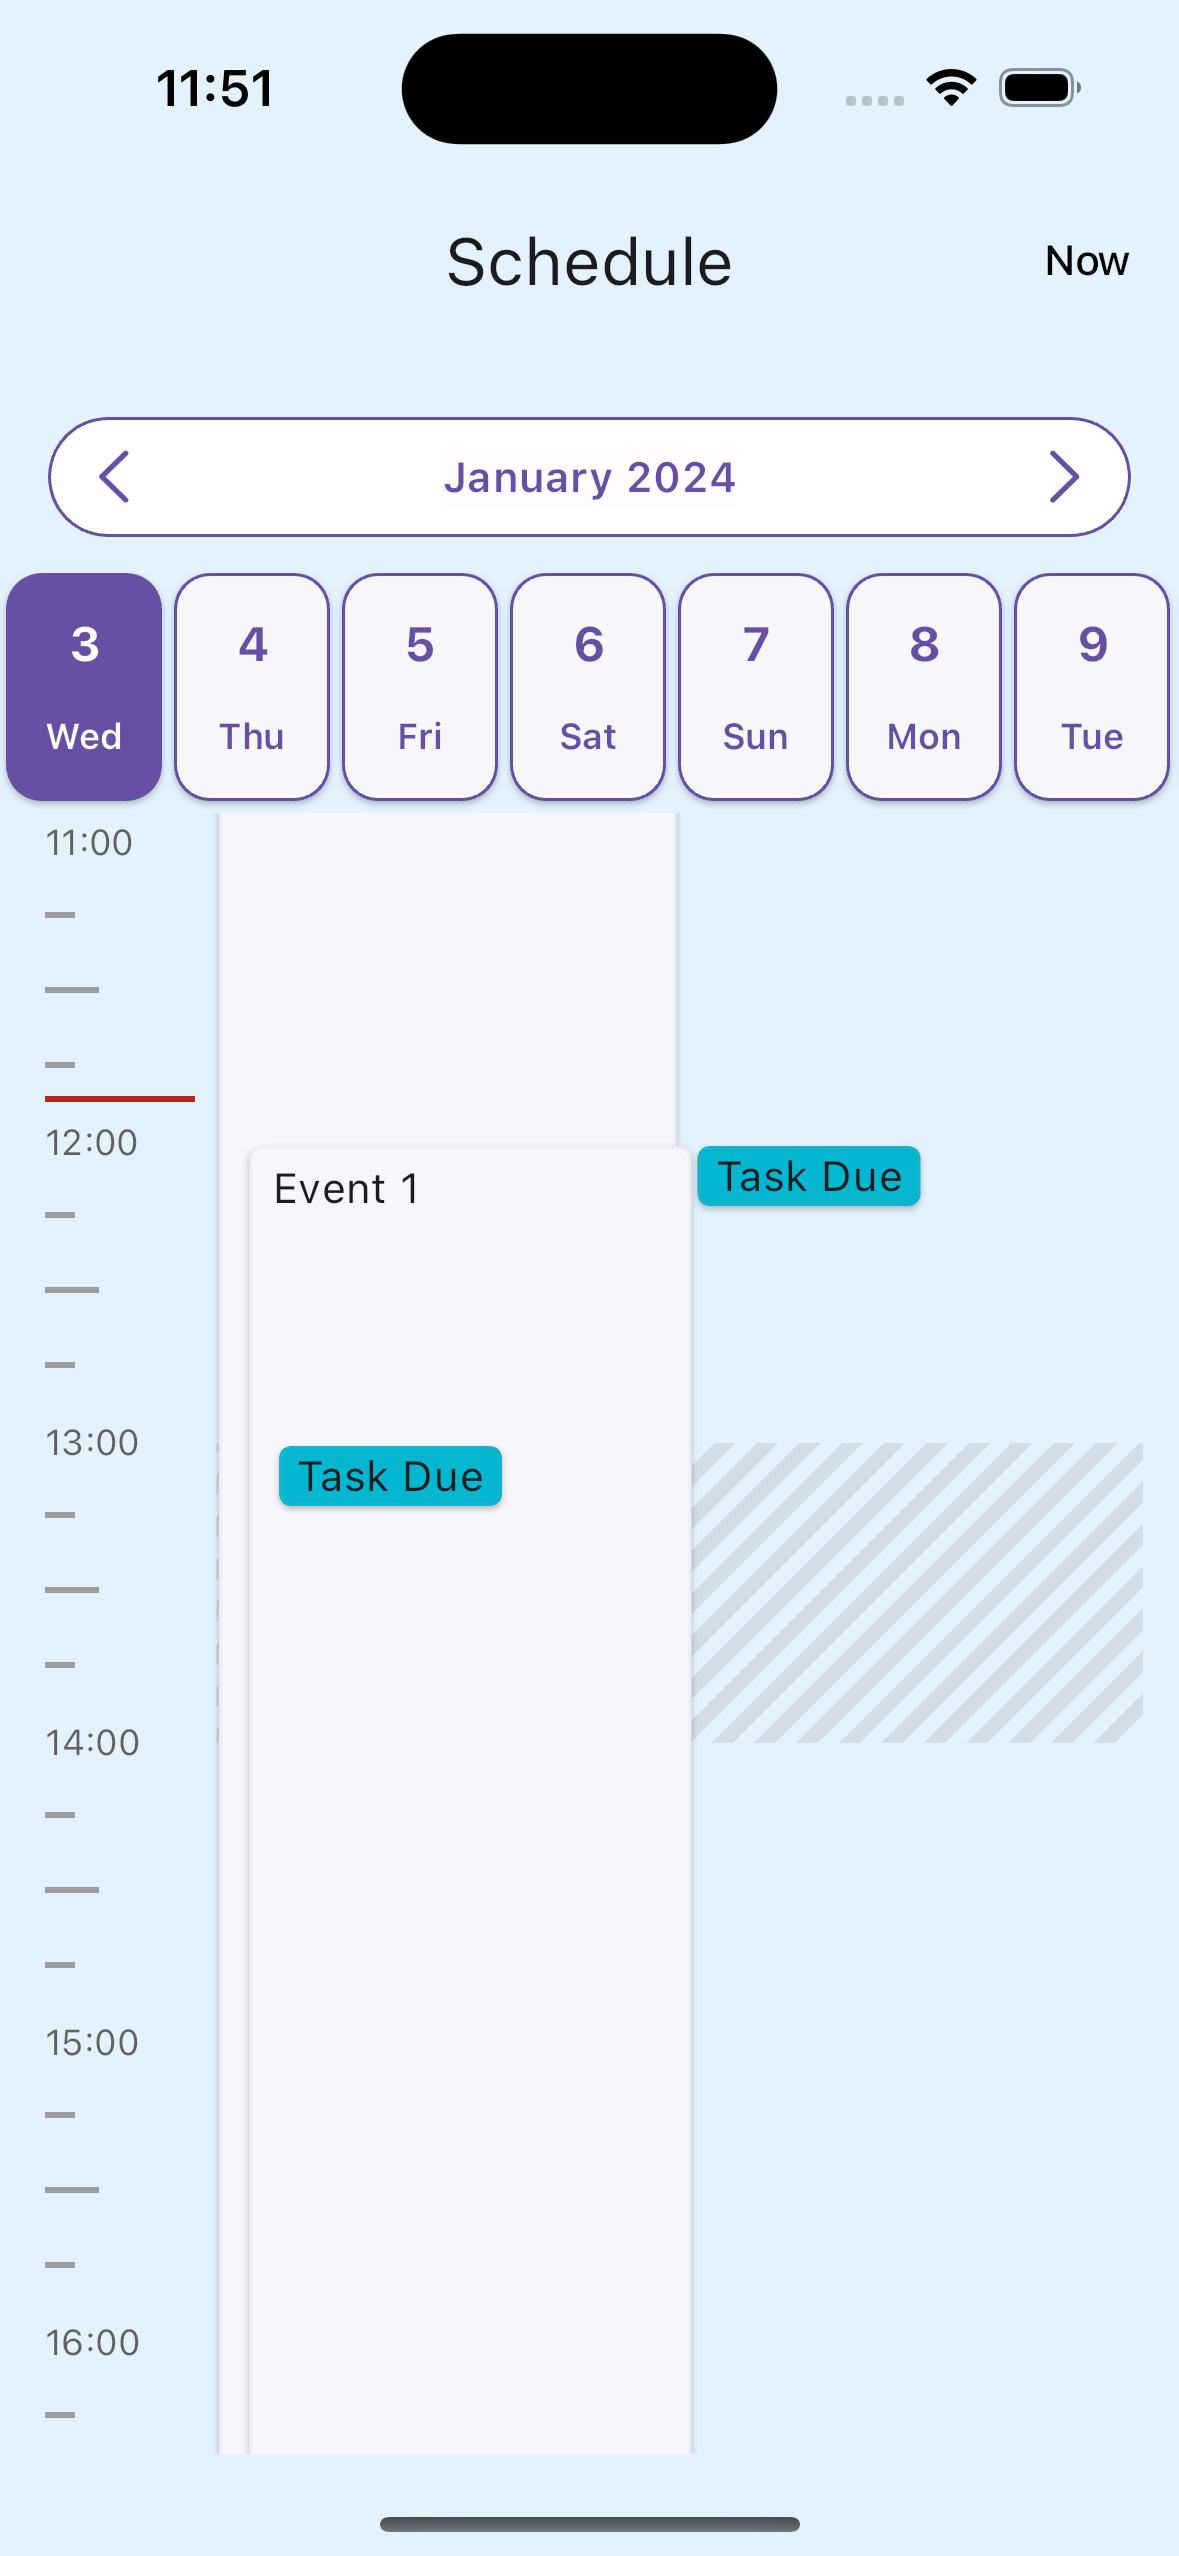 11:51
Schedule
Now
January 2024
3 4 5 6 7 8 9
Wed Thu Fri Sat Sun Mon Tue
11:00
12:00
Event 1
Task Due
13:00
Task Due
14:00
15:00
16:00